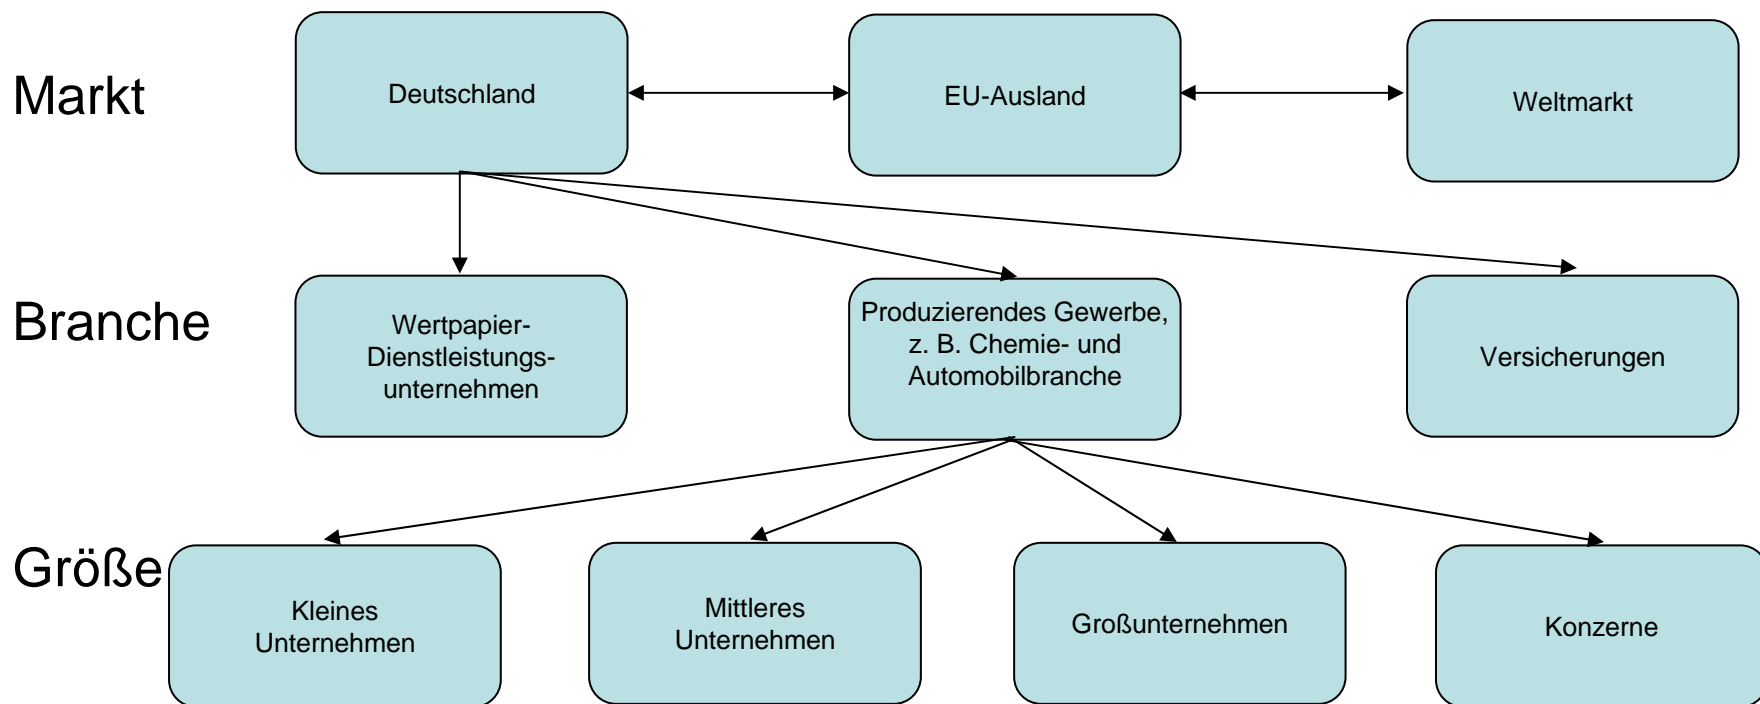 Markt
Deutschland
EU-Ausland
Weltmarkt
Branche
Wertpapier-
Dienstleistungs-
unternehmen
Produzierendes Gewerbe,
z. B. Chemie- und
Automobilbranche
Versicherungen
Größe
Kleines
Unternehmen
Mittleres
Unternehmen
Großunternehmen
Konzerne